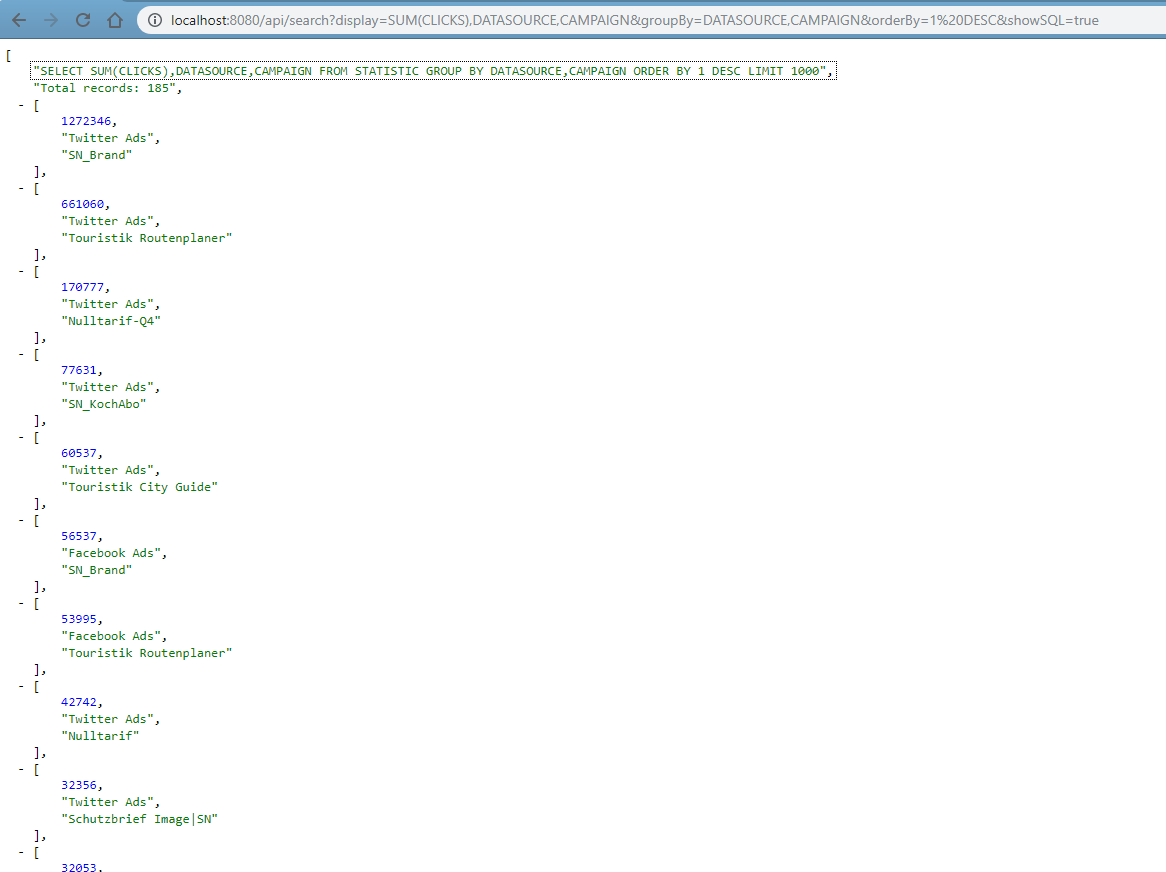 localhost:8080/api/search?display=SUM(CLICKS),DATASOURCE,CAMPAIGN&groupBy=DATASOURCE,CAMPAIGN&orderBy=1%20DESC&showSQL=true
[
"SELECT SUM(CLICKS),DATASOURCE,CAMPAIGN FROM STATISTIC GROUP BY DATASOURCE,CAMPAIGN ORDER BY 1 DESC LIMIT 1000",
"Total records: 185",
- [
1272346,
"Twitter Ads",
"SN_Brand"
],
- [
661060,
"Twitter Ads",
"Touristik Routenplaner"
],
- [
170777,
"Twitter Ads",
"Nulltarif-Q4"
],
- [
77631,
"Twitter Ads",
"SN_KochAbo"
],
- [
60537,
"Twitter Ads",
"Touristik City Guide"
],
- [
56537,
"Facebook Ads",
"SN_Brand"
],
- [
53995,
"Facebook Ads",
"Touristik Routenplaner"
],
- [
42742,
"Twitter Ads",
"Nulltarif"
],
- [
32356,
"Twitter Ads",
"Schutzbrief Image|SN"
],
- [
32053,